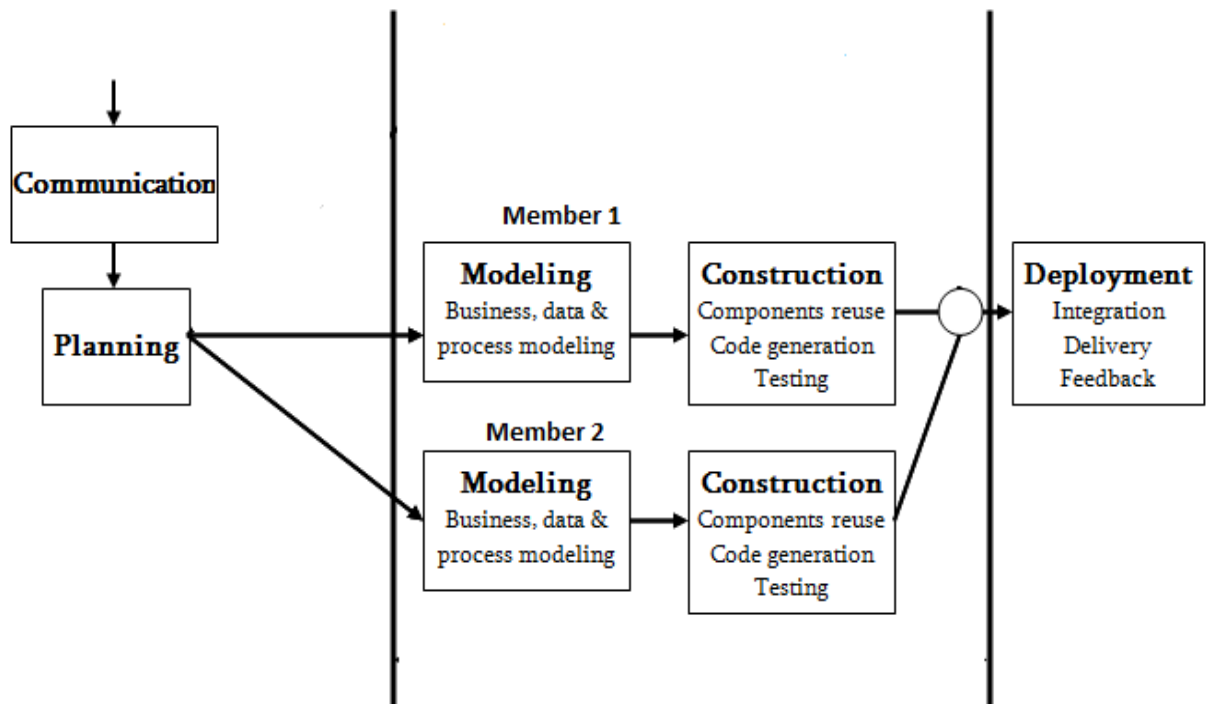 Communication
Planning
Member 1
Modeling
Business, data &
process modeling
Construction
Components reuse
Code generation
Testing
Member 2
Modeling
Business, data &
process modeling
Construction
Components reuse
Code generation
Testing
Deployment
Integration
Delivery
Feedback